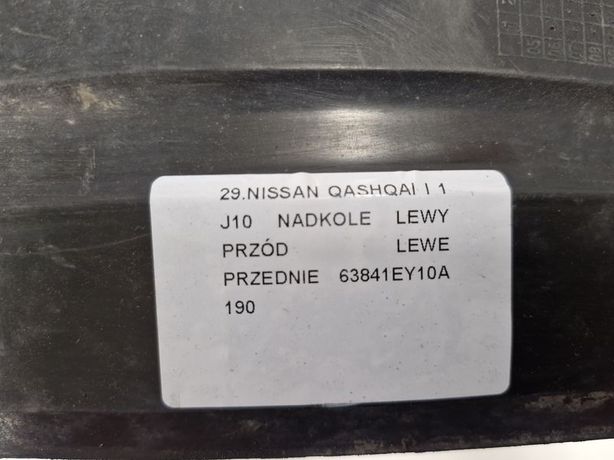 29.NISSAN QASHQAI I 1
J10 NADKOLE LEWY
PRZÓD LEWE
PRZEDNIE 63841EY10A
190